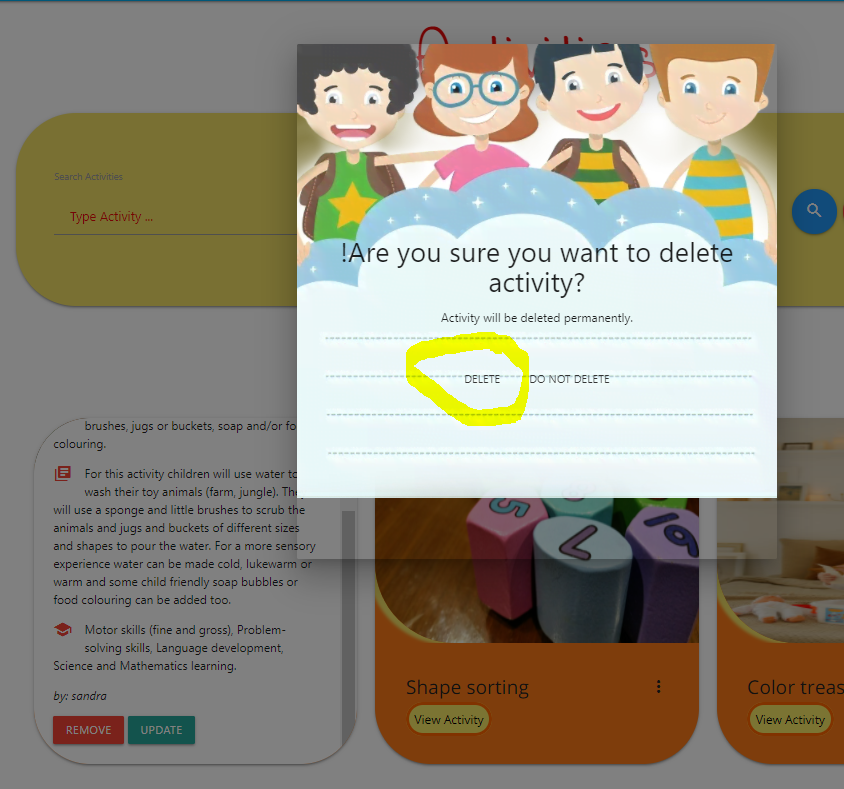 Search Activities
Type Activity ...
!Are you sure you want to delete
activity?
Activity will be deleted permanently.
DELETE DO NOT DELETE
brushes, jugs or buckets, soap and/or fo
colouring.
For this activity children will use water to
wash their toy animals (farm, jungle). They
will use a sponge and little brushes to scrub the
animals and jugs and buckets of different sizes
and shapes to pour the water. For a more sensory
experience water can be made cold, lukewarm or
warm and some child friendly soap bubbles or
food colouring can be added too.
Motor skills (fine and gross), Problem-
solving skills, Language development,
Science and Mathematics learning.
by: sandra
REMOVE UPDATE
5
7
19
Shape sorting
View Activity
Color treas
View Activity